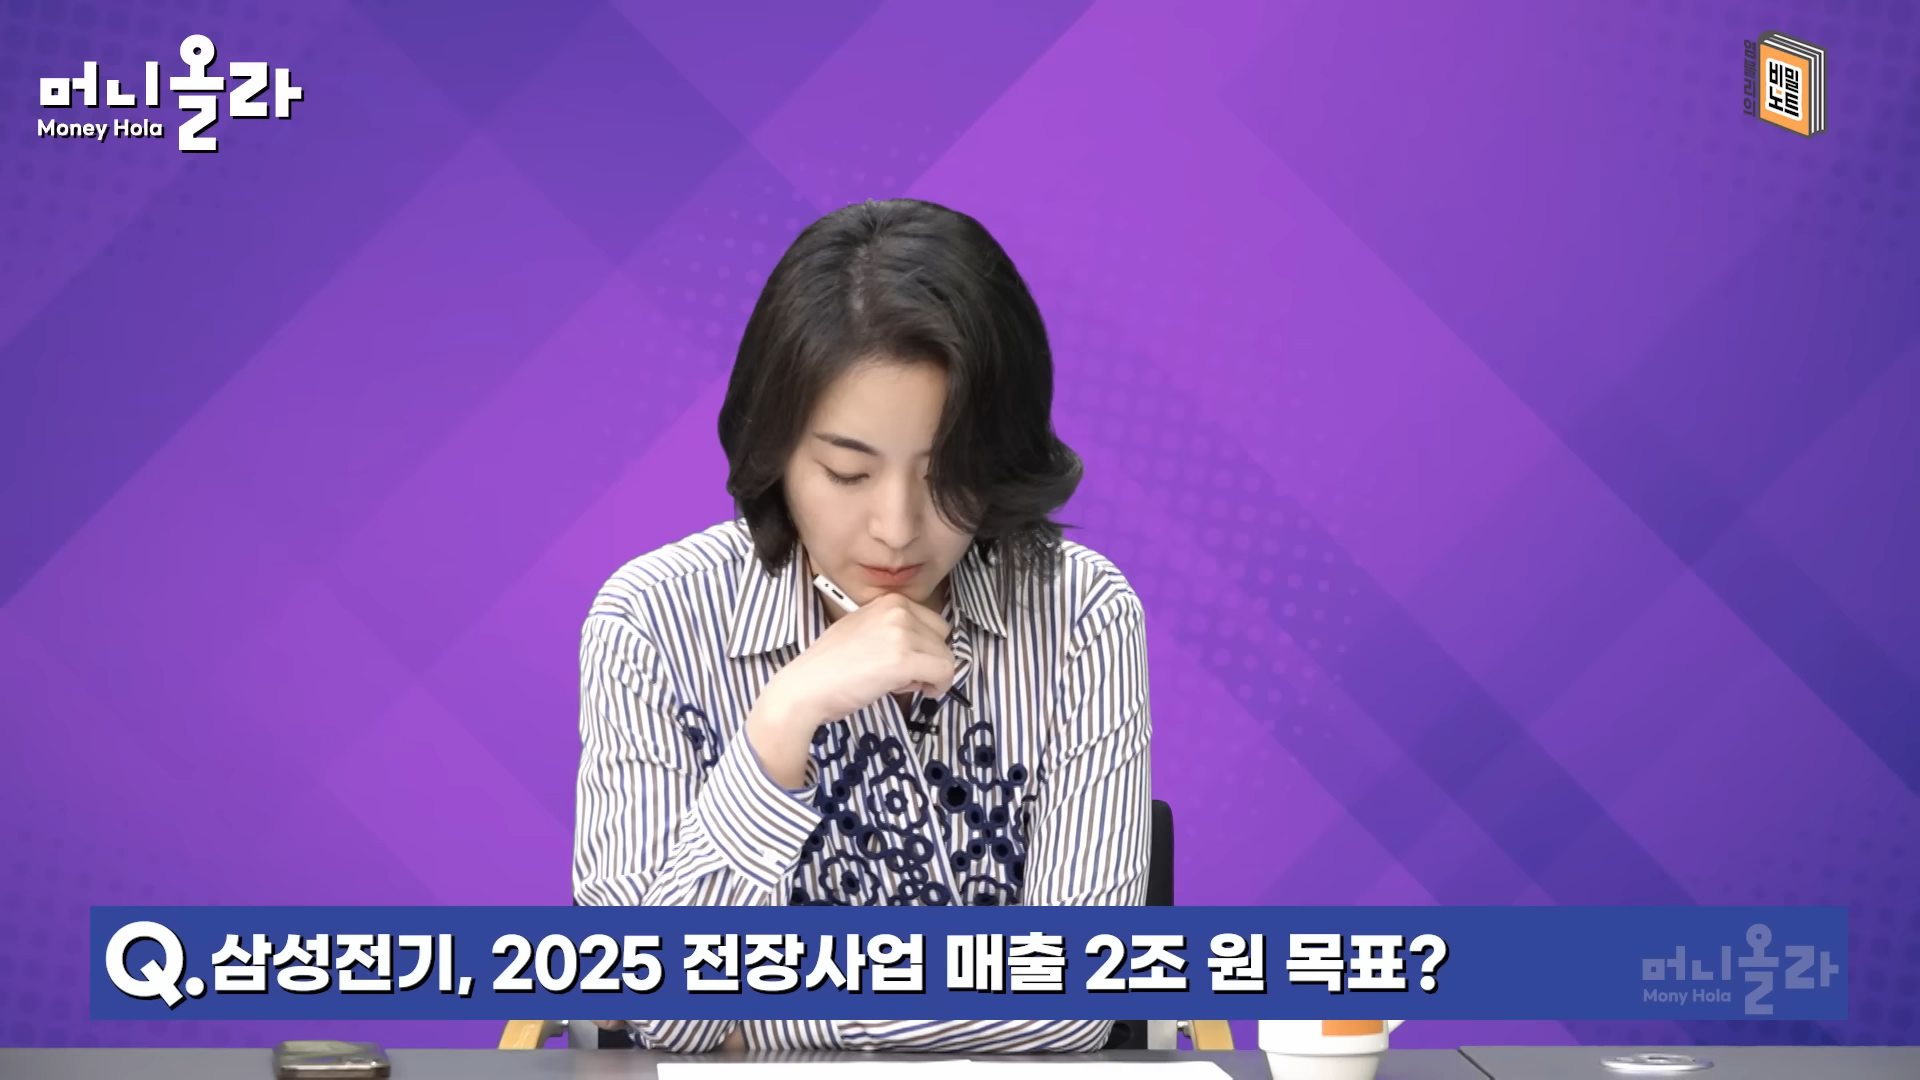 머니올라
Money Hola
비밀
노트
Q.삼성전기, 2025 전장사업 매출 2조 원 목표?
머니올라
Mony Hola